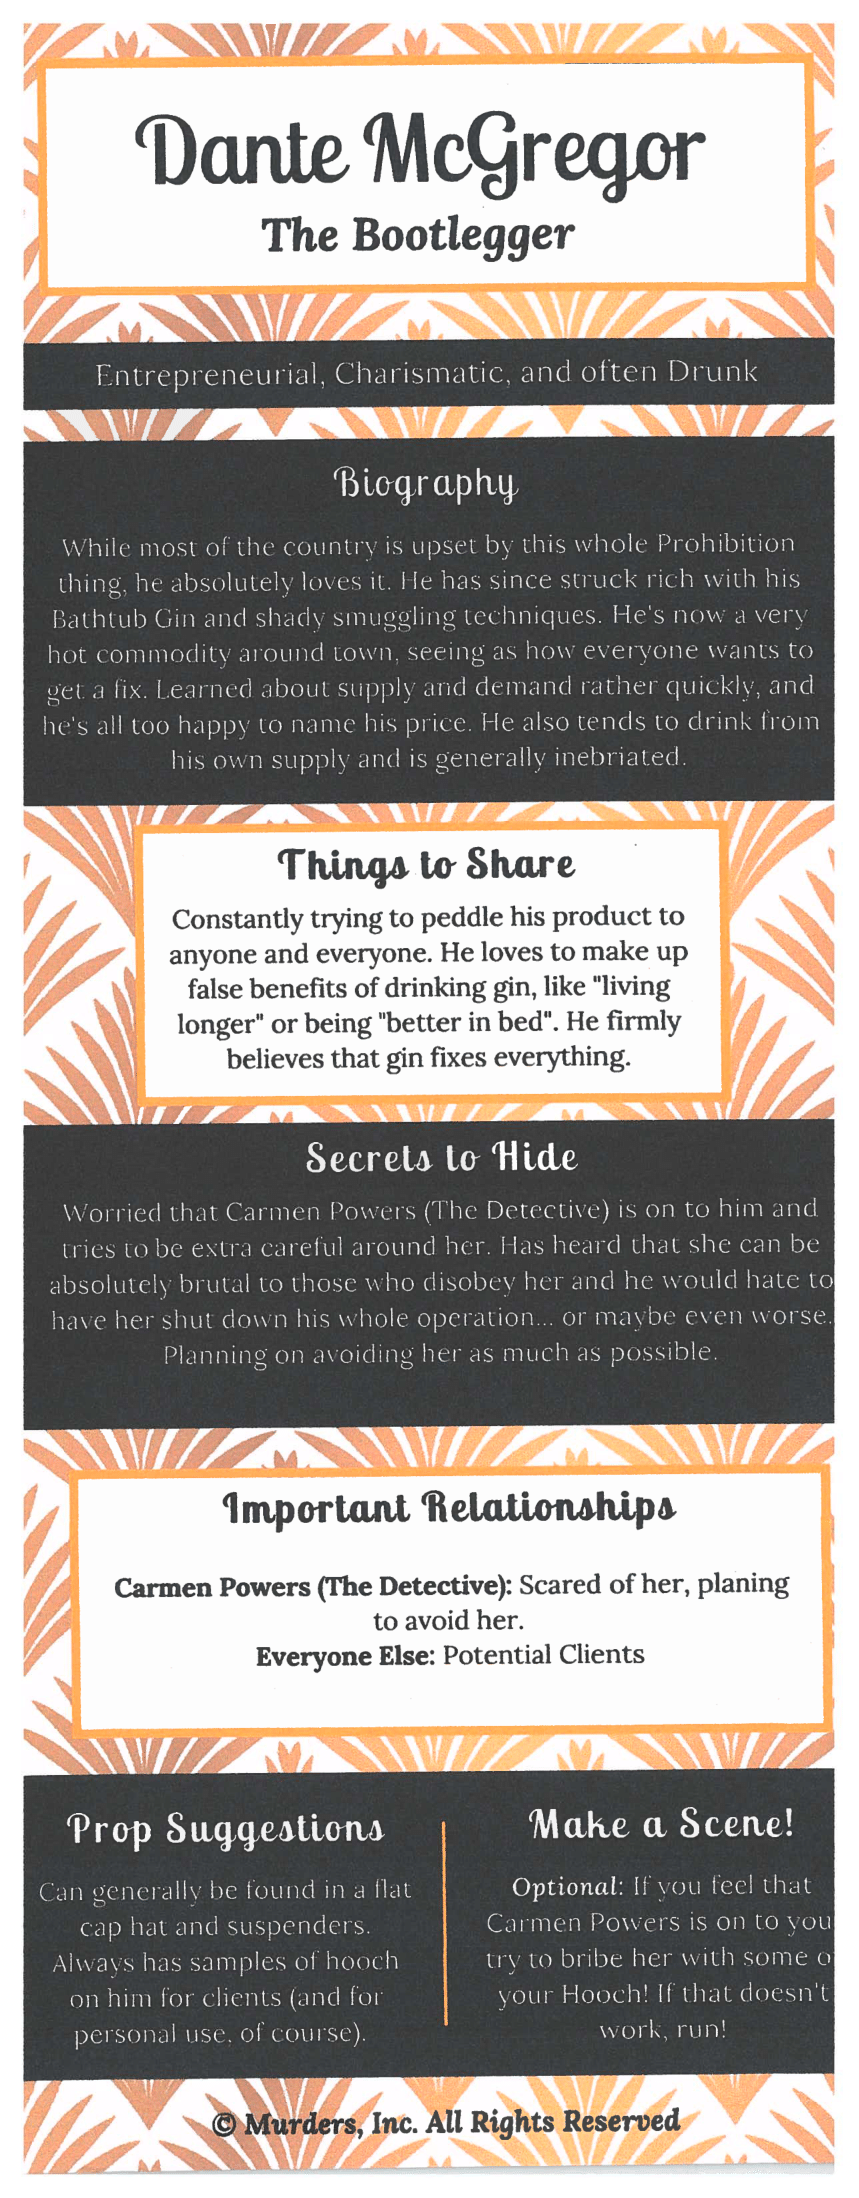 Dante McGregor
The Bootlegger
Entrepreneurial, Charismatic, and often Drunk
Biography
While most of the country is upset by this whole Prohibition
thing, he absolutely loves it. He has since struck rich with his
Bathtub Gin and shady smuggling techniques. He's now a very
hot commodity around town, seeing as how everyone wants to
get a fix. Learned about supply and demand rather quickly, and
he's all too happy to name his price. He also tends to drink from
his own supply and is generally inebriated.
Things to Share
Constantly trying to peddle his product to
anyone and everyone. He loves to make up
false benefits of drinking gin, like "living
longer" or being "better in bed". He firmly
believes that gin fixes everything.
Secrets to Hide
Worried that Carmen Powers (The Detective) is on to him and
tries to be extra careful around her. Has heard that she can be
absolutely brutal to those who disobey her and he would hate to
have her shut down his whole operation... or maybe even worse.
Planning on avoiding her as much as possible.
Important Relationships
Carmen Powers (The Detective): Scared of her, planing
to avoid her.
Everyone Else: Potential Clients
Prop Suggestions
Can generally be found in a flat
cap hat and suspenders.
Always has samples of hooch
on him for clients (and for
personal use, of course).
Make a Scene!
Optional: If you feel that
Carmen Powers is on to you
try to bribe her with some o
your Hooch! If that doesn't
work, run!
© Murders, Inc. All Rights Reserved